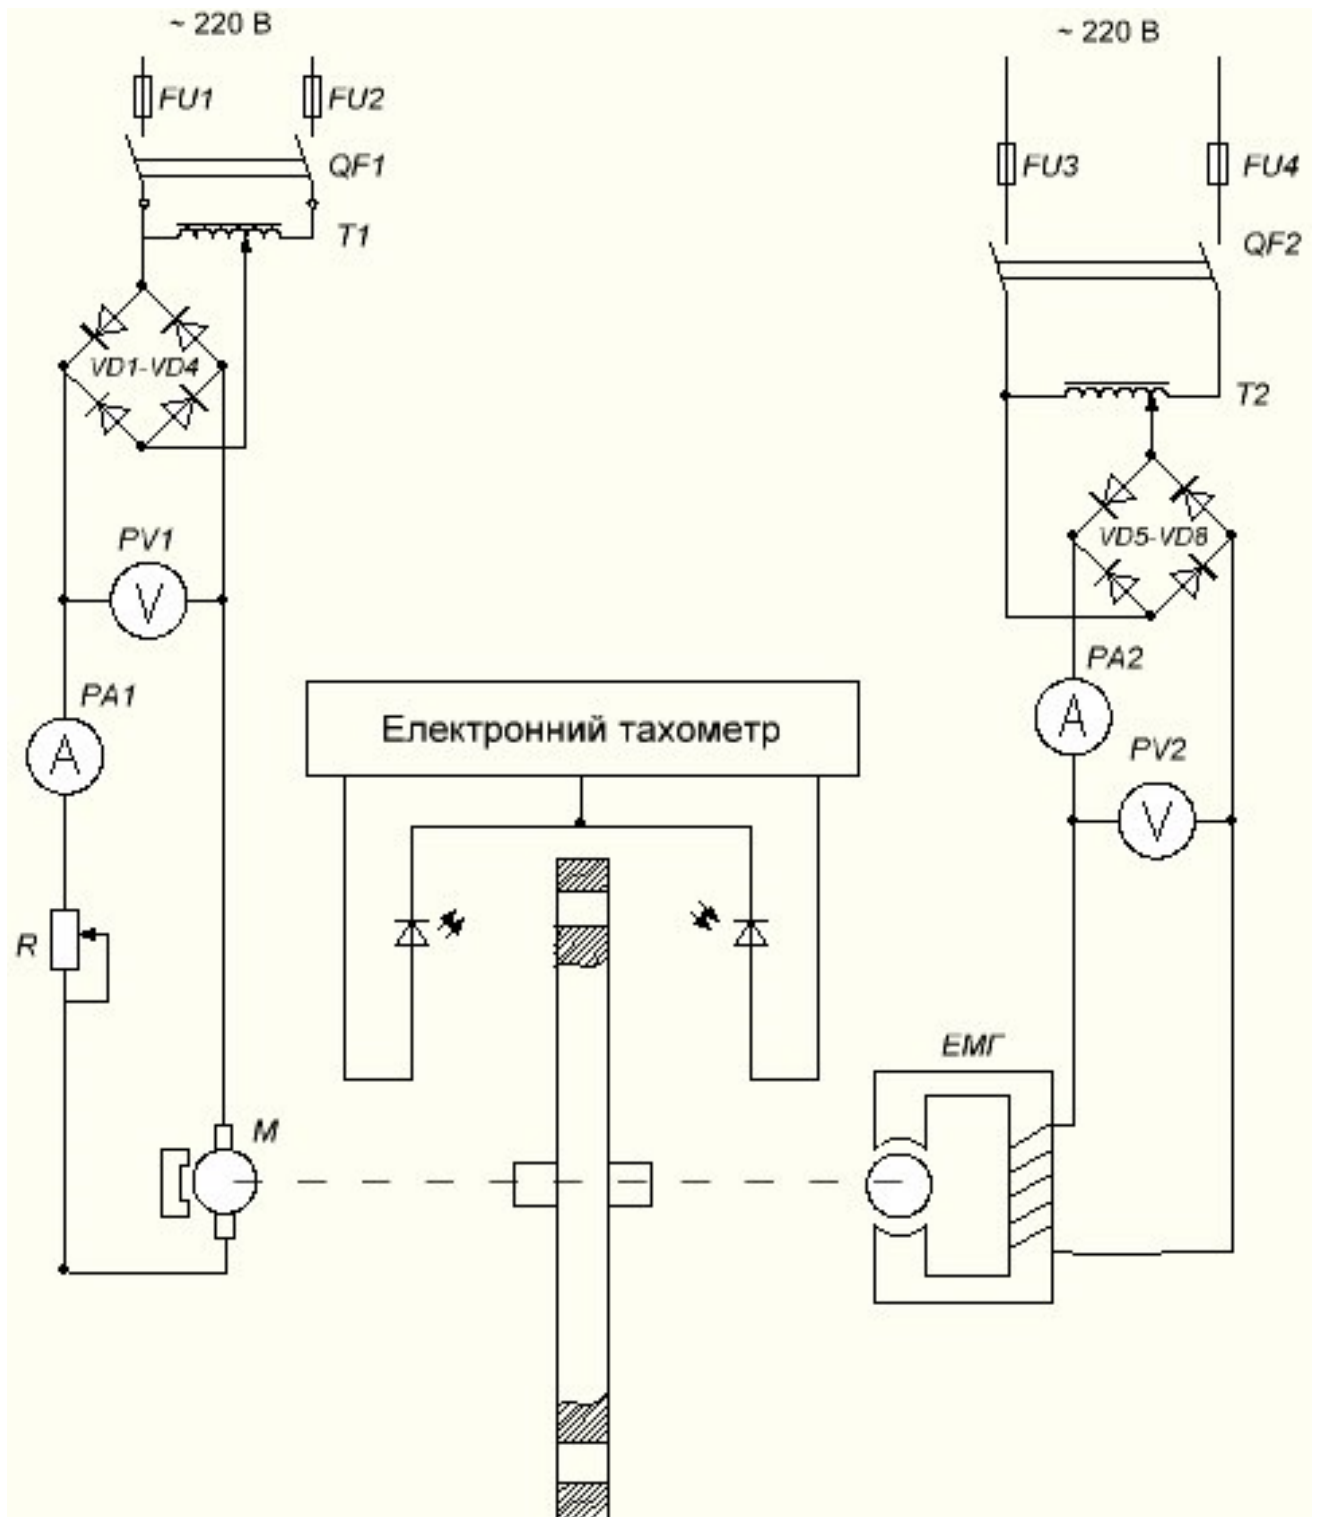 ~ 220 В
~ 220 В
FU1
FU2
FU3
FU4
QF1
T1
QF2
VD1-VD4
T2
PV1
V
VD5-VD8
PA1
A
PA2
A
Електронний тахометр
PV2
V
R
ЕМГ
M